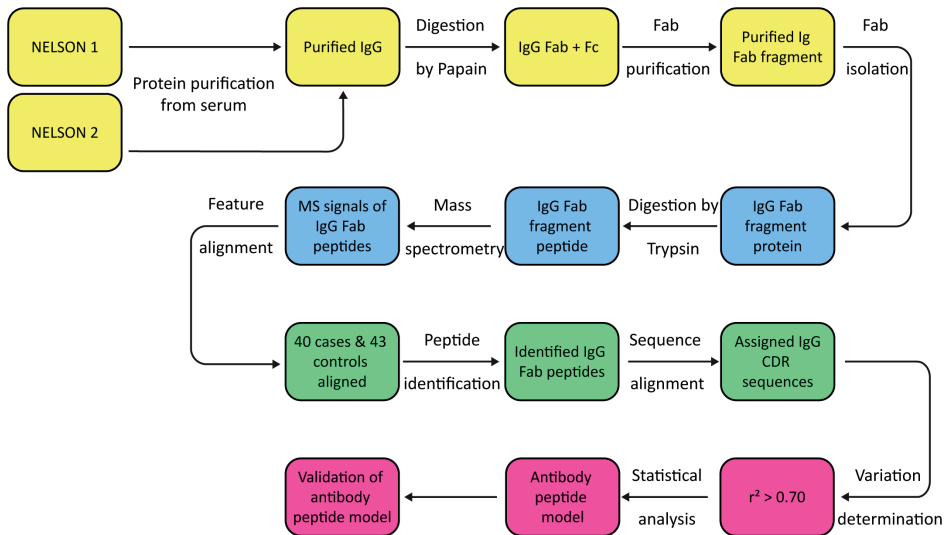 NELSON 1
Protein purification
from serum
NELSON 2
Purified IgG
Digestion
by Papain
IgG Fab + Fc
Fab
purification
Purified Ig
Fab fragment
Fab
isolation
IgG Fab
fragment
protein
Digestion by
Trypsin
IgG Fab
fragment
peptide
Mass
spectrometry
MS signals of
IgG Fab
peptides
Feature
alignment
40 cases & 43
controls
aligned
Peptide
identification
Identified IgG
Fab peptides
Sequence
alignment
Assigned IgG
CDR
sequences
Variation
determination
r² > 0.70
Statistical
analysis
Antibody
peptide
model
Validation of
antibody
peptide model